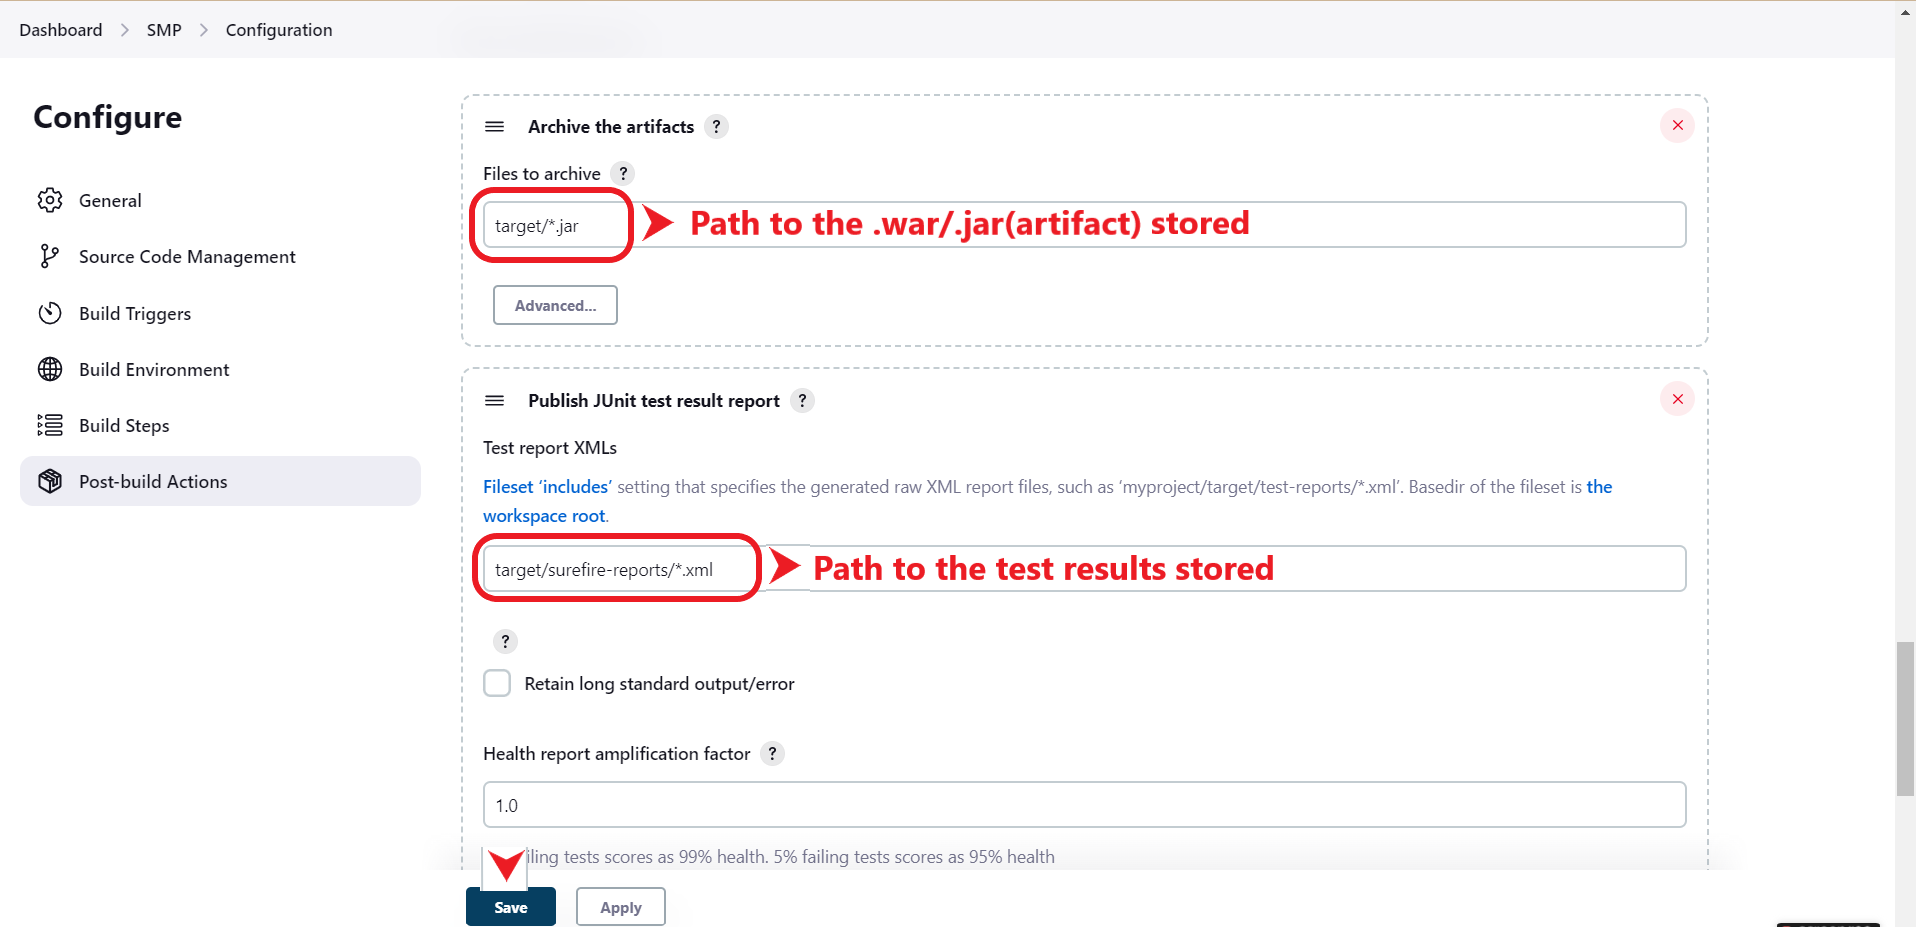 Dashboard > SMP > Configuration
Configure
General
Source Code Management
Build Triggers
Build Environment
Build Steps
Post-build Actions
Archive the artifacts ?
Files to archive ?
target/*.jar
Path to the .war/.jar(artifact) stored
Advanced...
Publish JUnit test result report ?
Test report XMLs
Fileset ‘includes’ setting that specifies the generated raw XML report files, such as ‘myproject/target/test-reports/*.xml’. Basedir of the fileset is the
workspace root.
target/surefire-reports/*.xml
Path to the test results stored
?
Retain long standard output/error
Health report amplification factor ?
1.0
iling tests scores as 99% health. 5% failing tests scores as 95% health
Save
Apply